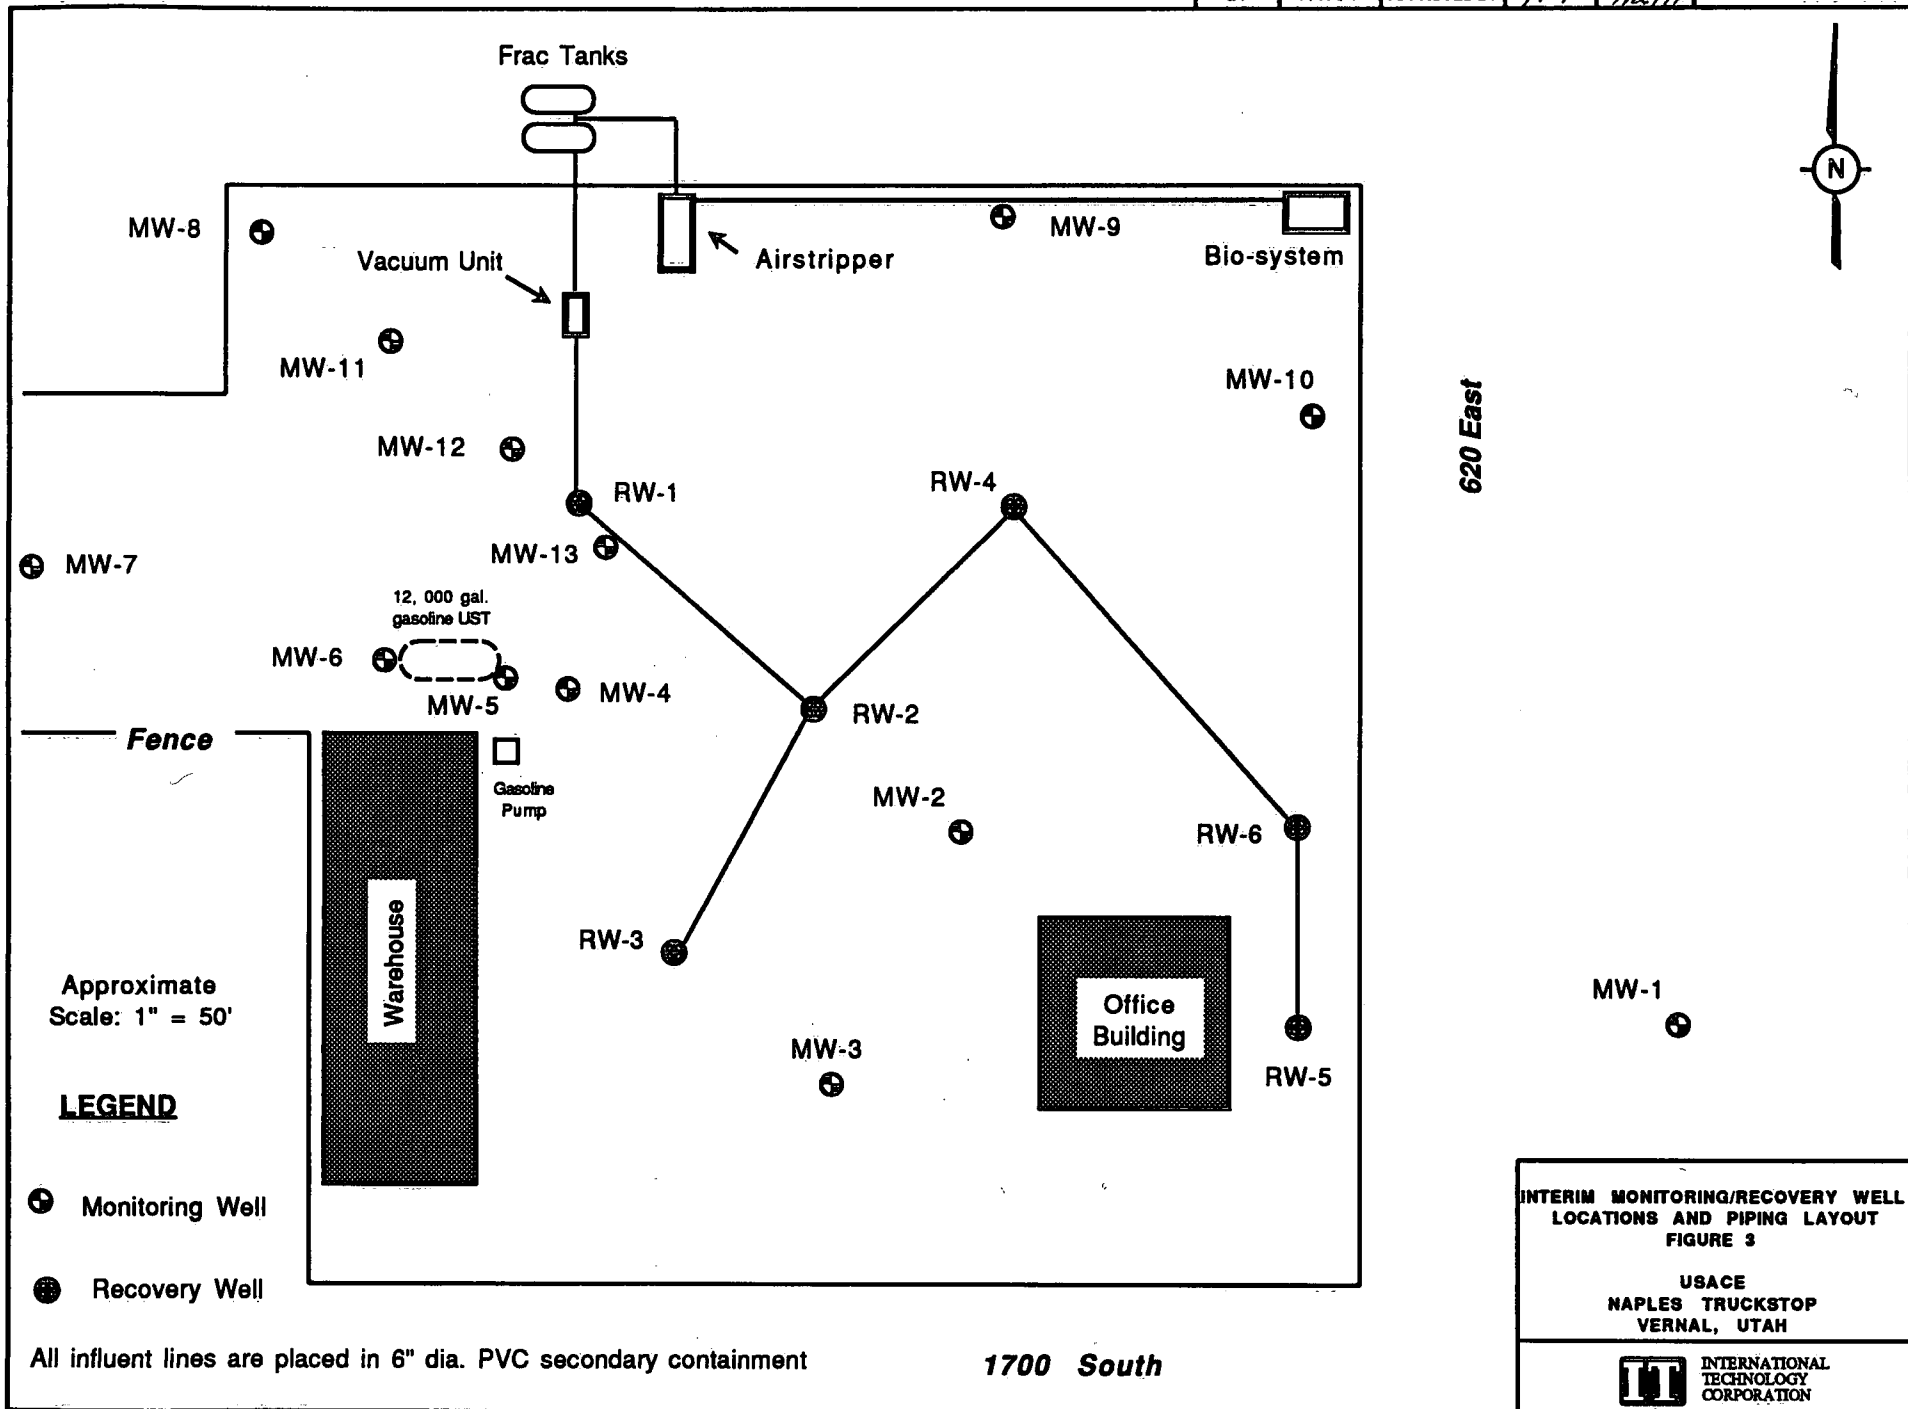 Frac Tanks
N
MW-8
MW-9
Vacuum Unit
Airstripper
Bio-system
MW-11
MW-10
620 East
MW-12
RW-1
RW-4
MW-13
MW-7
12, 000 gal.
gasoline UST
MW-6
MW-5
MW-4
RW-2
Fence
Gasoline
Pump
MW-2
RW-6
Warehouse
RW-3
Approximate
Scale: 1" = 50'
Office
Building
MW-1
MW-3
RW-5
LEGEND
Monitoring Well
Recovery Well
All influent lines are placed in 6" dia. PVC secondary containment
1700 South
INTERIM MONITORING/RECOVERY WELL
LOCATIONS AND PIPING LAYOUT
FIGURE 3
USACE
NAPLES TRUCKSTOP
VERNAL, UTAH
IT
INTERNATIONAL
TECHNOLOGY
CORPORATION